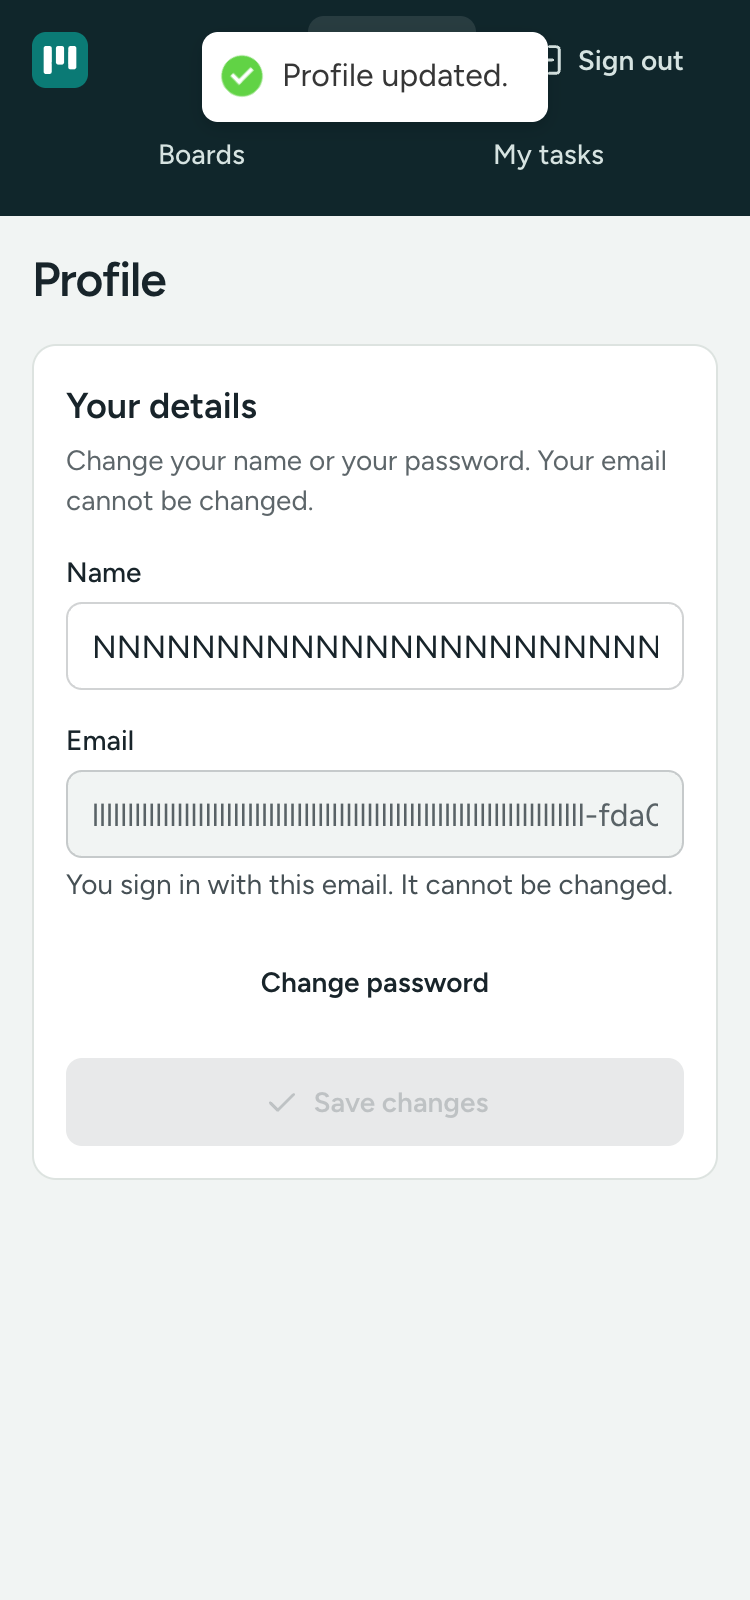 Profile updated.
Sign out
Boards
My tasks
Profile
Your details
Change your name or your password. Your email
cannot be changed.
Name
NNNNNNNNNNNNNNNNNNNNNNN
Email
You sign in with this email. It cannot be changed.
Change password
Save changes